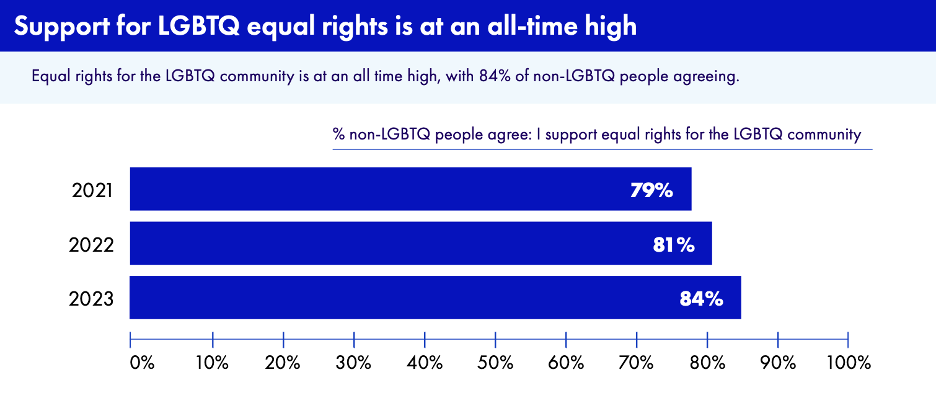 Support for LGBTQ equal rights is at an all-time high
Equal rights for the LGBTQ community is at an all time high, with 84% of non-LGBTQ people agreeing.
% non-LGBTQ people agree: I support equal rights for the LGBTQ community
2021 79%
2022 81%
2023 84%
0% 10% 20% 30% 40% 50% 60% 70% 80% 90% 100%